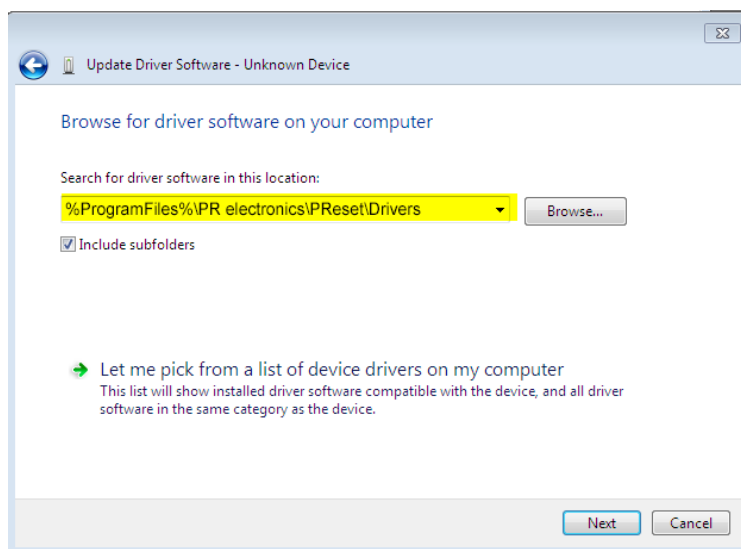 Update Driver Software - Unknown Device
Browse for driver software on your computer
Search for driver software in this location:
%ProgramFiles%\PR electronics\PReset\Drivers
Browse...
Include subfolders
Let me pick from a list of device drivers on my computer
This list will show installed driver software compatible with the device, and all driver
software in the same category as the device.
Next
Cancel